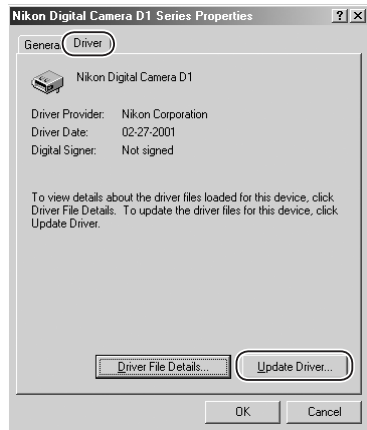 Nikon Digital Camera D1 Series Properties ? ×
General Driver
Nikon Digital Camera D1
Driver Provider: Nikon Corporation
Driver Date: 02-27-2001
Digital Signer: Not signed
To view details about the driver files loaded for this device, click
Driver File Details. To update the driver files for this device, click
Update Driver.
Driver File Details... Update Driver...
OK Cancel